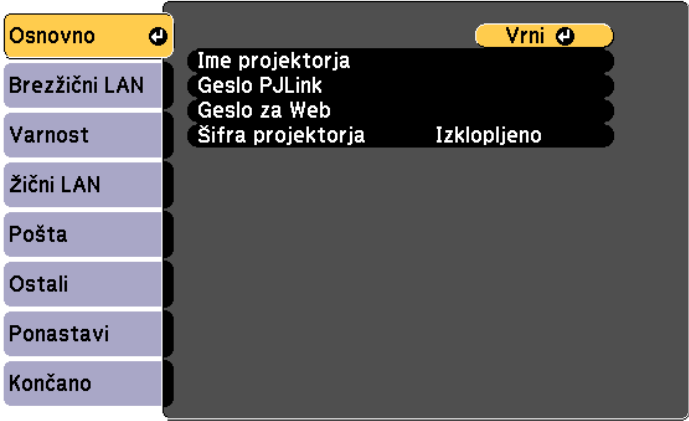 Osnovno
Brezžični LAN
Varnost
Žični LAN
Pošta
Ostali
Ponastavi
Končano
Vrni
Ime projektorja
Geslo PJLink
Geslo za Web
Šifra projektorja Izklopljeno